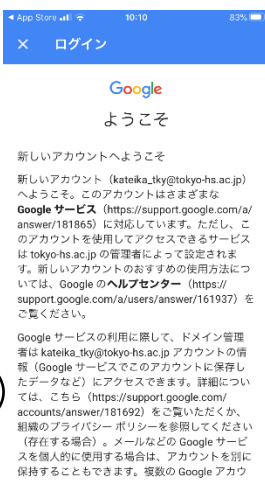 ◀ App Store 10:10 83%
× ログイン
Google
ようこそ
新しいアカウントへようこそ
新しいアカウント（kateika_tky@tokyo-hs.ac.jp）
へようこそ。このアカウントはさまざまな
Google サービス（https://support.google.com/a/
answer/181865）に対応しています。ただし、こ
のアカウントを使用してアクセスできるサービス
は tokyo-hs.ac.jp の管理者によって設定されま
す。新しいアカウントのおすすめの使用方法につ
いては、Google のヘルプセンター（https://
support.google.com/a/users/answer/161937）を
ご覧ください。
Google サービスの利用に際して、ドメイン管理
者は kateika_tky@tokyo-hs.ac.jp アカウントの情
報（Google サービスでこのアカウントに保存し
たデータなど）にアクセスできます。詳細につい
ては、こちら（https://support.google.com/
accounts/answer/181692）をご覧いただくか、
組織のプライバシー ポリシーを参照してください
（存在する場合）。メールなどの Google サービ
スを個人的に使用する場合は、アカウントを別に
保持することもできます。複数の Google アカウ